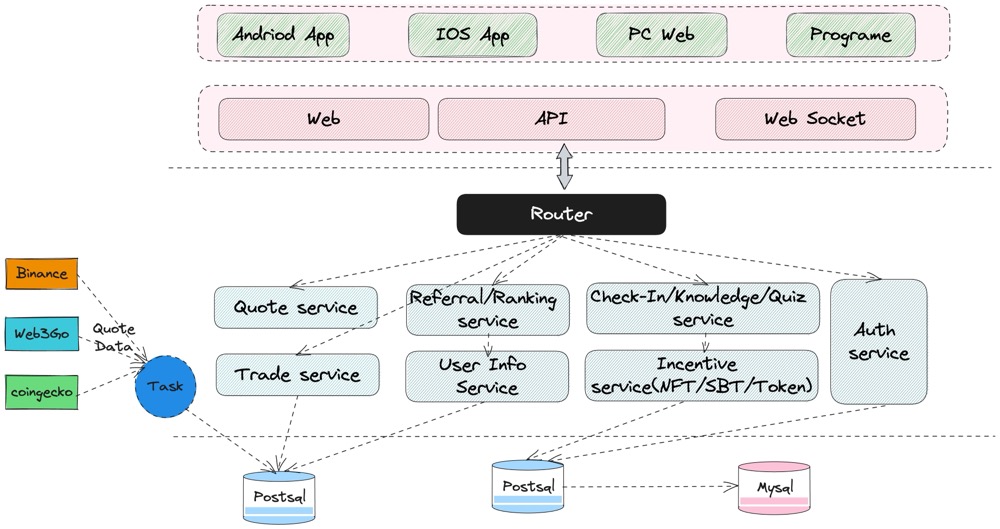 Andriod App
IOS App
PC Web
Programe
Web
API
Web Socket
Router
Binance
Web3Go
coingecko
Quote
Data
Task
Quote service
Referral/Ranking
service
Check-In/Knowledge/Quiz
service
Auth
service
Trade service
User Info
Service
Incentive
service(NFT/SBT/Token)
Postsql
Postsql
Mysql